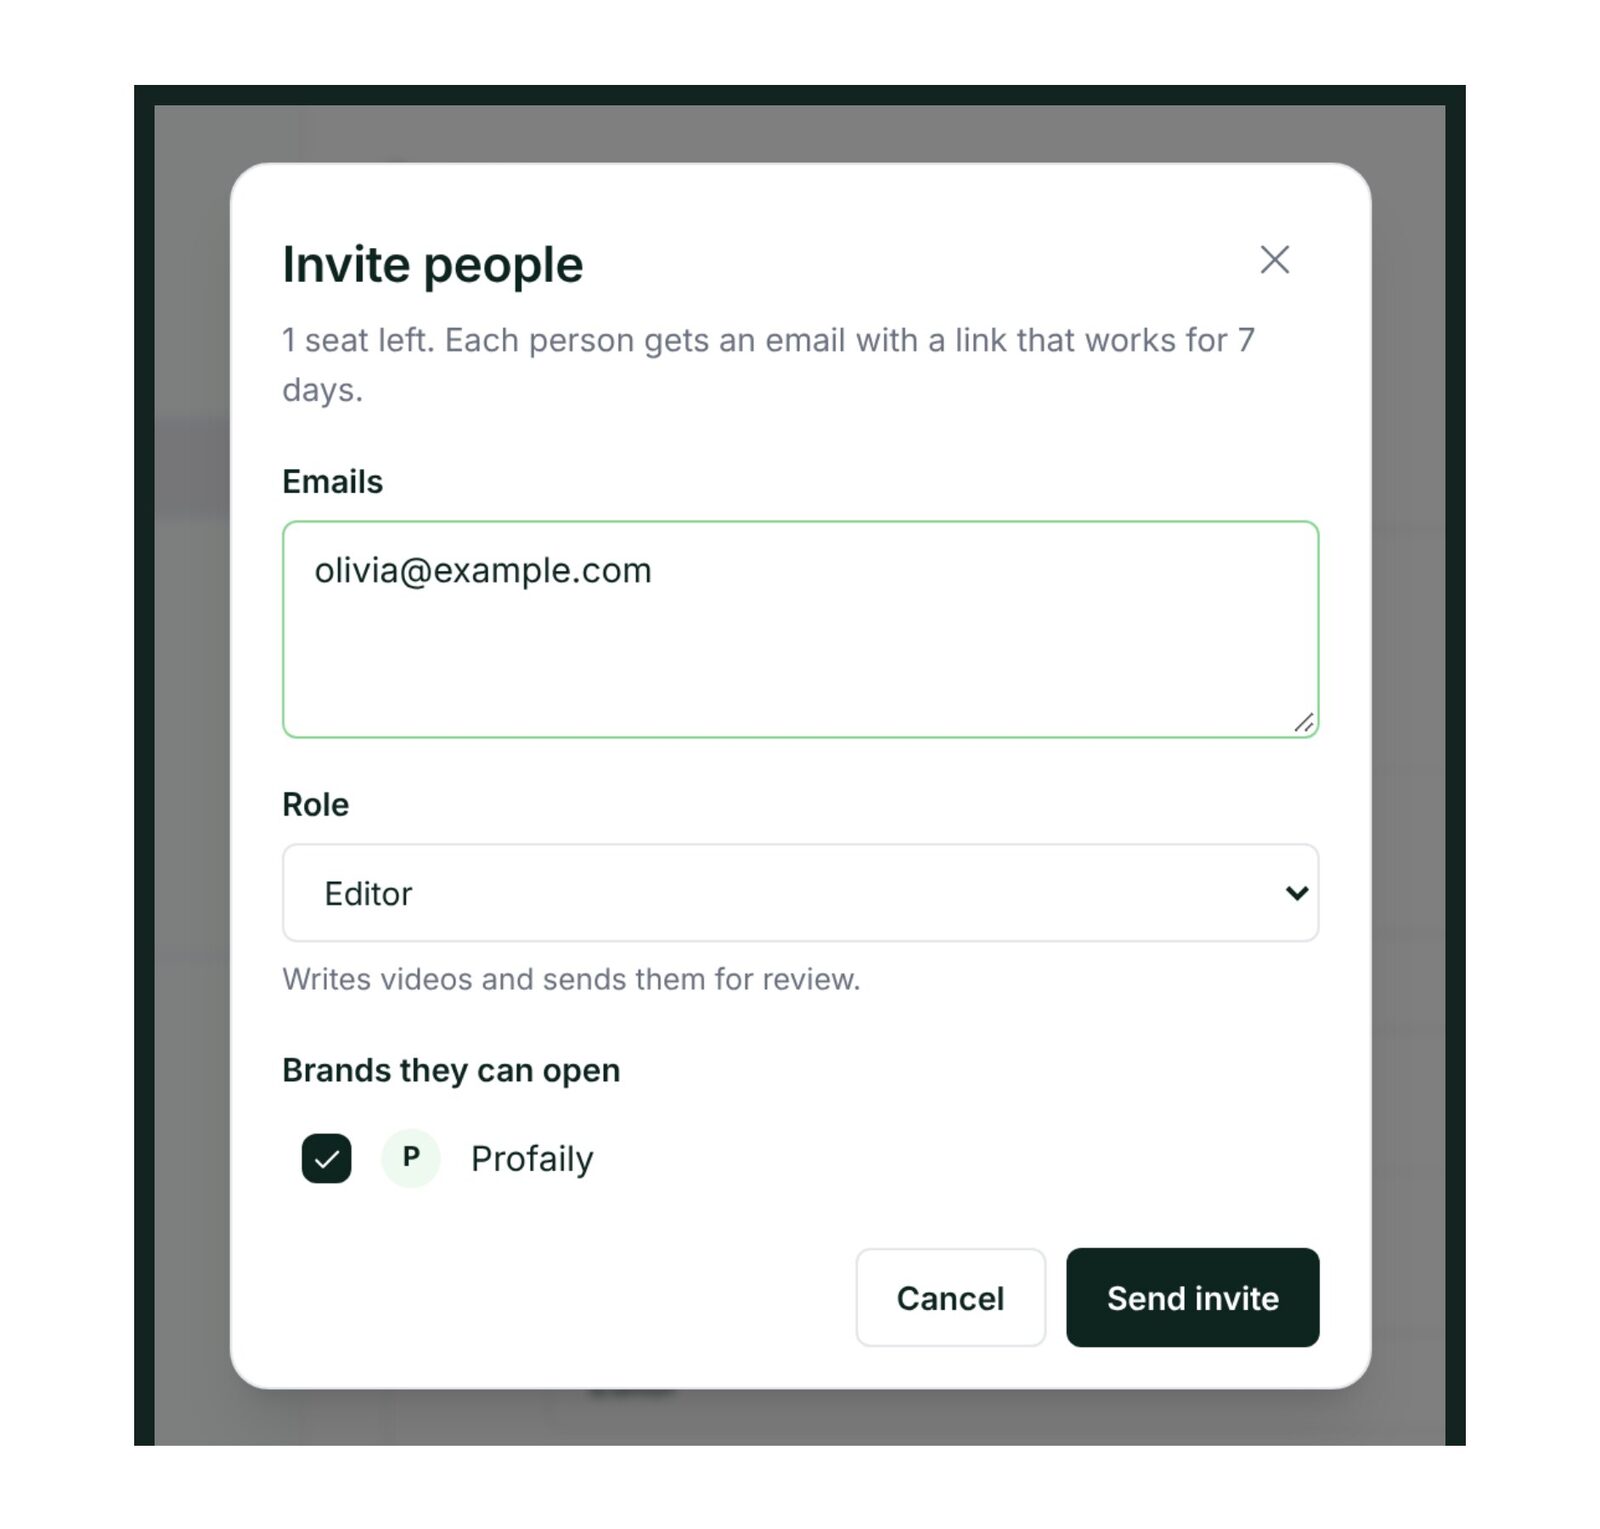 Invite people
1 seat left. Each person gets an email with a link that works for 7
days.
Emails
olivia@example.com
Role
Editor
Writes videos and sends them for review.
Brands they can open
P Profaily
Cancel Send invite